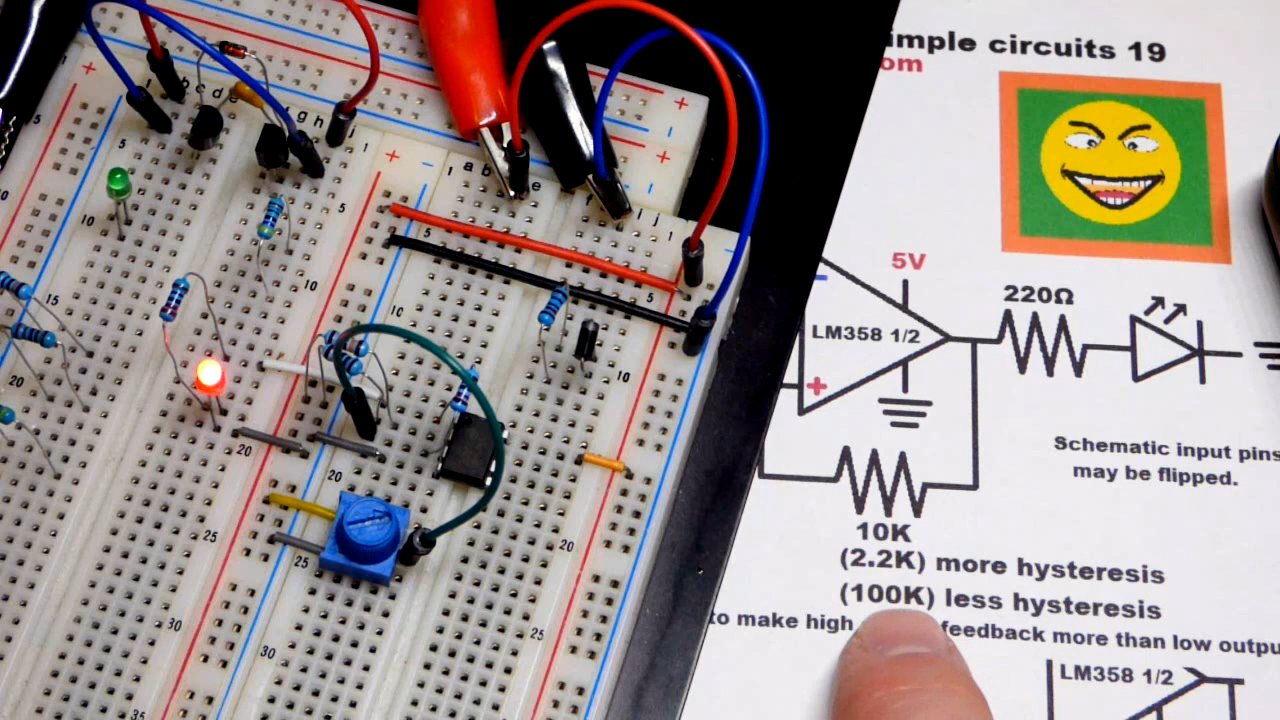 imple circuits 19
om
5V
220Ω
LM358 1/2
Schematic input pins
may be flipped.
10K
(2.2K) more hysteresis
(100K) less hysteresis
to make high feedback more than low outpu
LM358 1/2